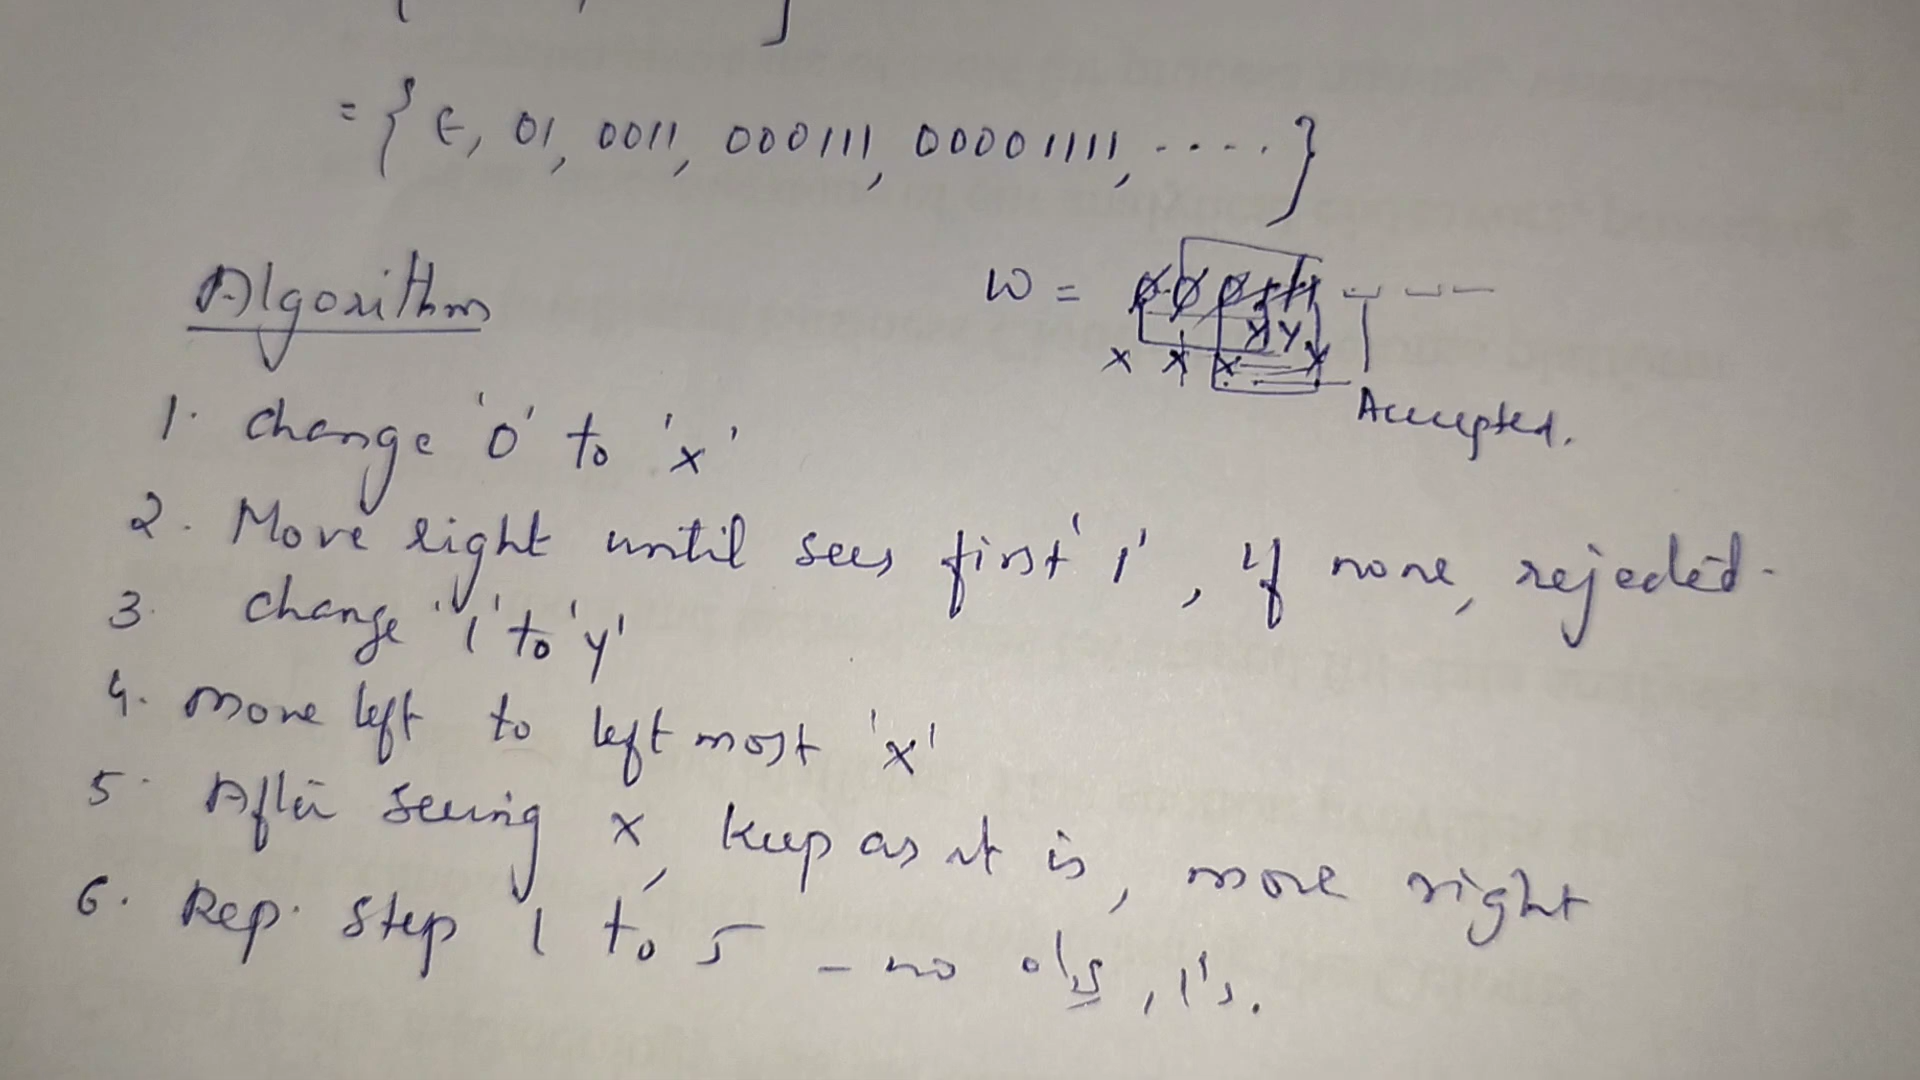 = { ε, 01, 0011, 000111, 00001111, ..... }
Algorithm
W = 000111
x x x y y y
Accepted.
1. change '0' to 'x'
2. Move right until sees first '1', if none, rejected.
3. change '1' to 'y'
4. move left to left most 'x'
5. After seeing x, keep as it is, move right
6. Rep. step 1 to 5 - no 0's, 1's.